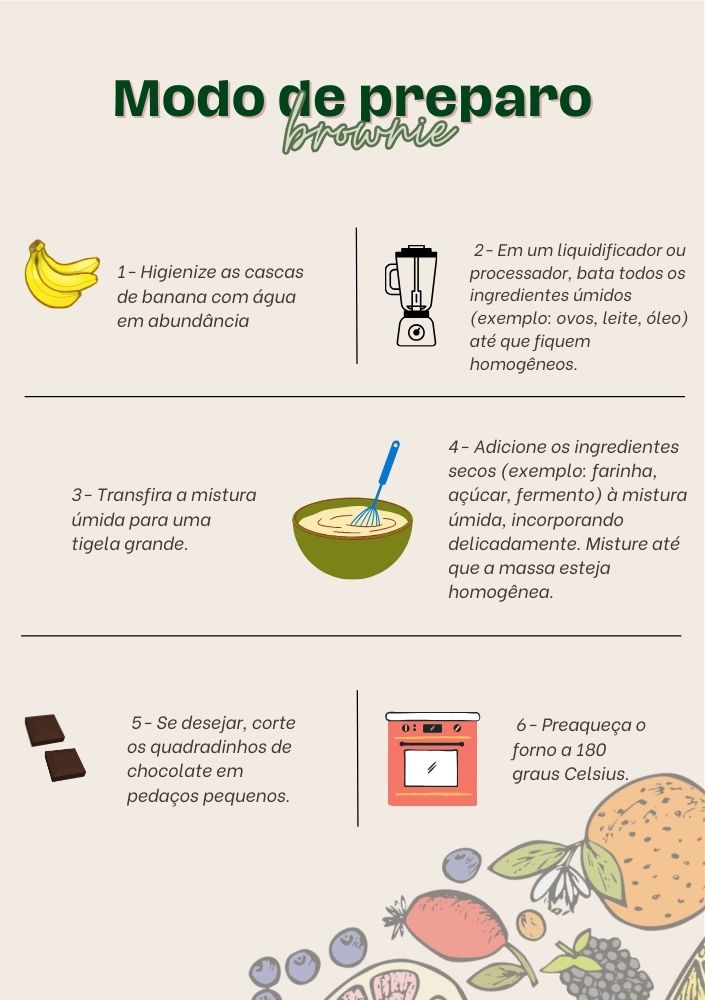 Modo de preparo
brownie
1- Higienize as cascas
de banana com água
em abundância
2- Em um liquidificador ou
processador, bata todos os
ingredientes úmidos
(exemplo: ovos, leite, óleo)
até que fiquem
homogêneos.
3- Transfira a mistura
úmida para uma
tigela grande.
4- Adicione os ingredientes
secos (exemplo: farinha,
açúcar, fermento) à mistura
úmida, incorporando
delicadamente. Misture até
que a massa esteja
homogênea.
5- Se desejar, corte
os quadradinhos de
chocolate em
pedaços pequenos.
6- Preaqueça o
forno a 180
graus Celsius.